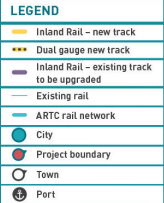 LEGEND
Inland Rail – new track
Dual gauge new track
Inland Rail – existing track
to be upgraded
Existing rail
ARTC rail network
City
Project boundary
Town
Port